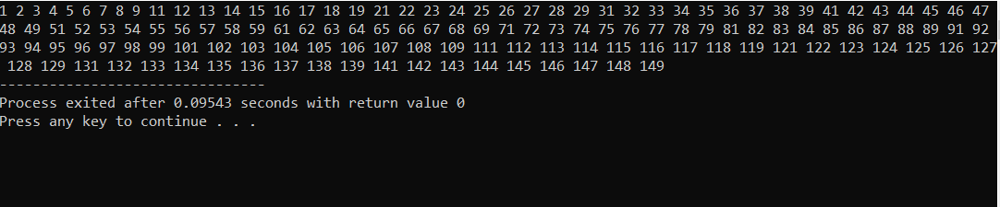 1 2 3 4 5 6 7 8 9 11 12 13 14 15 16 17 18 19 21 22 23 24 25 26 27 28 29 31 32 33 34 35 36 37 38 39 41 42 43 44 45 46 47
48 49 51 52 53 54 55 56 57 58 59 61 62 63 64 65 66 67 68 69 71 72 73 74 75 76 77 78 79 81 82 83 84 85 86 87 88 89 91 92
93 94 95 96 97 98 99 101 102 103 104 105 106 107 108 109 111 112 113 114 115 116 117 118 119 121 122 123 124 125 126 127
128 129 131 132 133 134 135 136 137 138 139 141 142 143 144 145 146 147 148 149
--------------------------------
Process exited after 0.09543 seconds with return value 0
Press any key to continue . . .